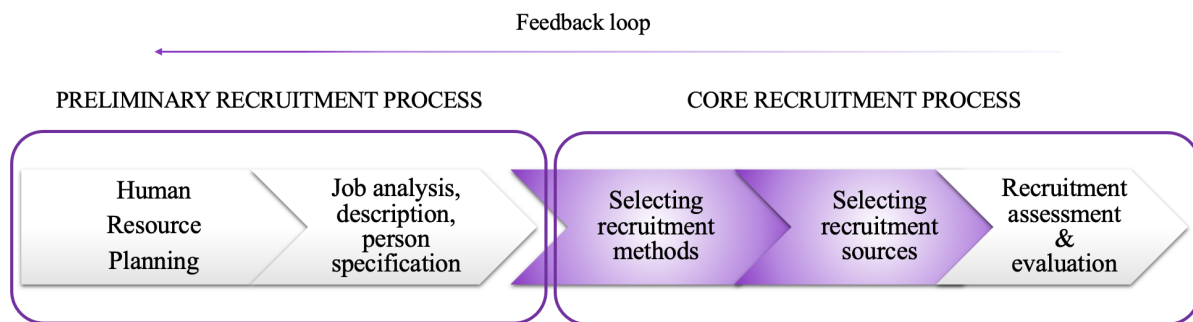 Feedback loop
PRELIMINARY RECRUITMENT PROCESS
CORE RECRUITMENT PROCESS
Human
Resource
Planning
Job analysis,
description,
person
specification
Selecting
recruitment
methods
Selecting
recruitment
sources
Recruitment
assessment
&
evaluation